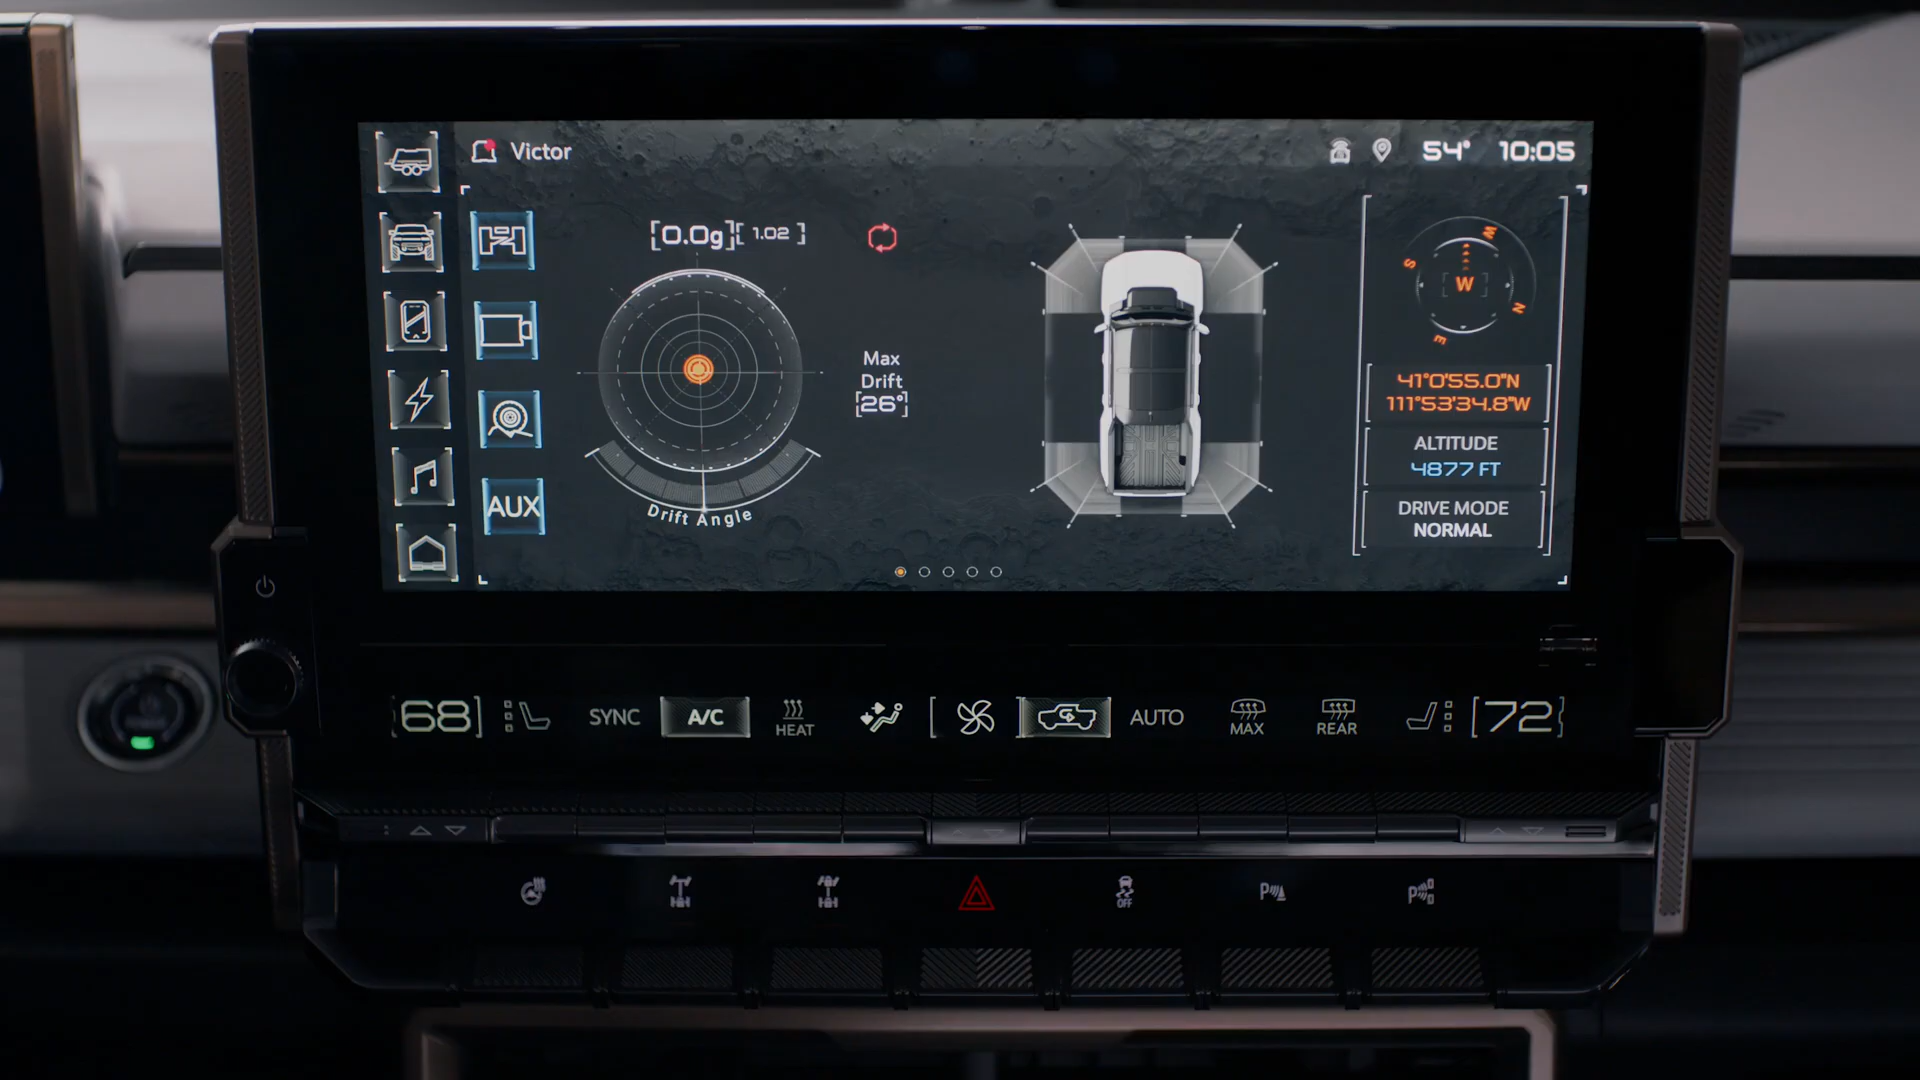 Victor
54° 10:05
[0.0g][ 1.02 ]
Max
Drift
[26°]
Drift Angle
AUX
W
S
N
E
W
41°0'55.0"N
111°53'34.8"W
ALTITUDE
4877 FT
DRIVE MODE
NORMAL
[68] SYNC A/C HEAT AUTO MAX REAR [72]
OFF
P
P